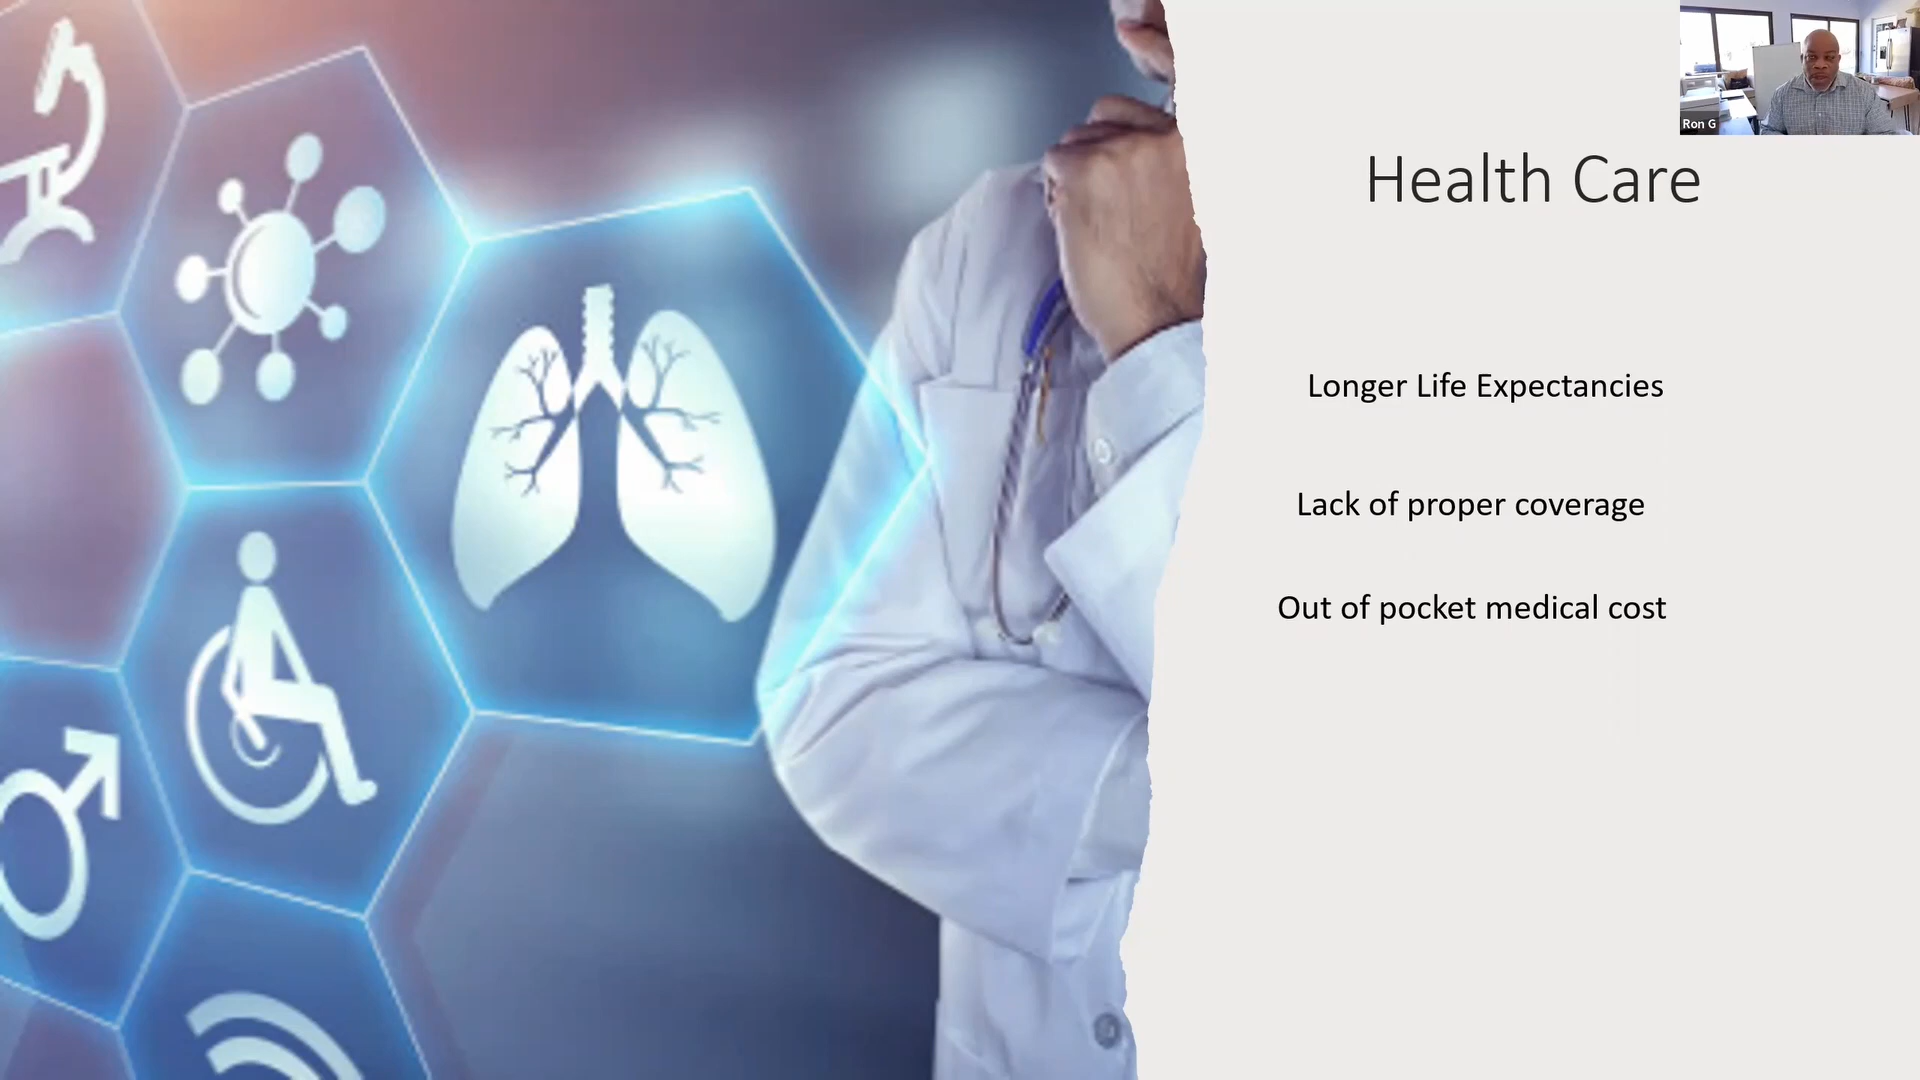 Ron G
Health Care
Longer Life Expectancies
Lack of proper coverage
Out of pocket medical cost